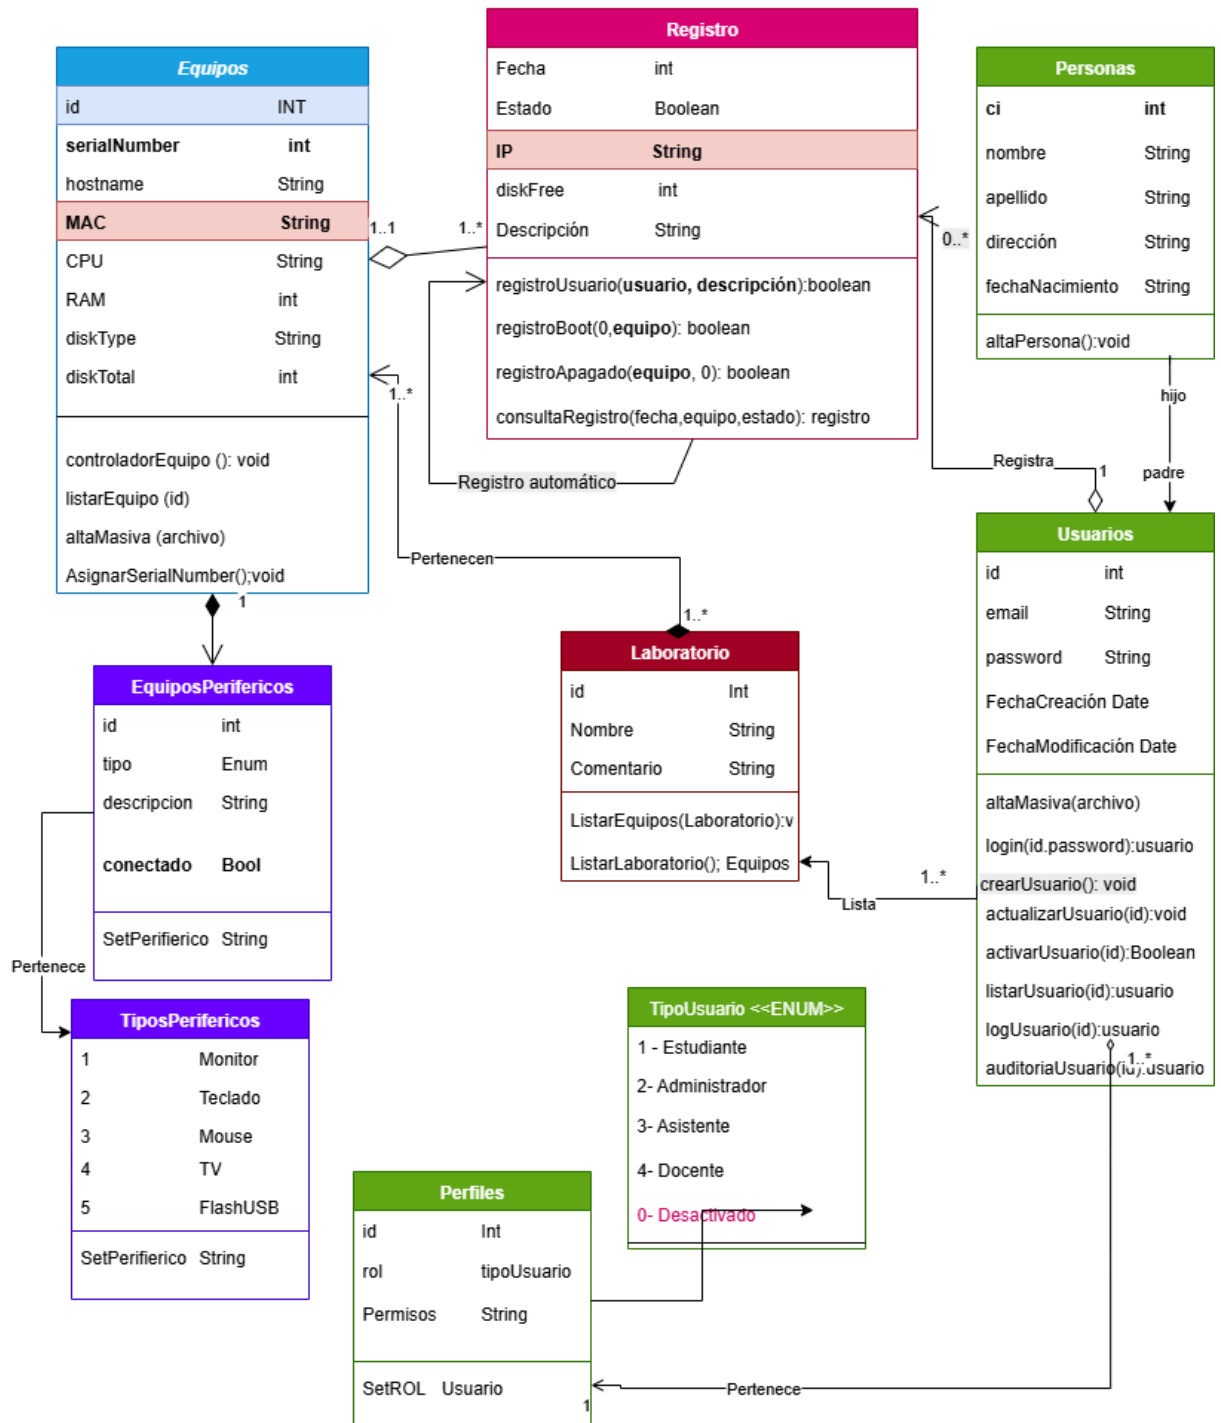 Registro
Fecha int
Estado Boolean
IP String
diskFree int
Descripción String
registroUsuario(usuario, descripción):boolean
registroBoot(0,equipo): boolean
registroApagado(equipo, 0): boolean
consultaRegistro(fecha,equipo,estado): registro
Equipos
id INT
serialNumber int
hostname String
MAC String
CPU String
RAM int
diskType String
diskTotal int
controladorEquipo (): void
listarEquipo (id)
altaMasiva (archivo)
AsignarSerialNumber();void
Personas
ci int
nombre String
apellido String
dirección String
fechaNacimiento String
altaPersona():void
1..1
1..*
0..*
1..*
hijo
padre
Registra
1
Registro automático
Pertenecen
1
1..*
Usuarios
id int
email String
password String
FechaCreación Date
FechaModificación Date
altaMasiva(archivo)
login(id.password):usuario
crearUsuario(): void
actualizarUsuario(id):void
activarUsuario(id):Boolean
listarUsuario(id):usuario
logUsuario(id):usuario
auditoriaUsuario(id):usuario
1..*
EquiposPerifericos
id int
tipo Enum
descripcion String
conectado Bool
SetPerifierico String
Laboratorio
id Int
Nombre String
Comentario String
ListarEquipos(Laboratorio):v
ListarLaboratorio(); Equipos
1..*
Lista
Pertenece
TiposPerifericos
1 Monitor
2 Teclado
3 Mouse
4 TV
5 FlashUSB
SetPerifierico String
TipoUsuario <<ENUM>>
1 - Estudiante
2- Administrador
3- Asistente
4- Docente
0- Desactivado
Perfiles
id Int
rol tipoUsuario
Permisos String
SetROL Usuario
1
Pertenece